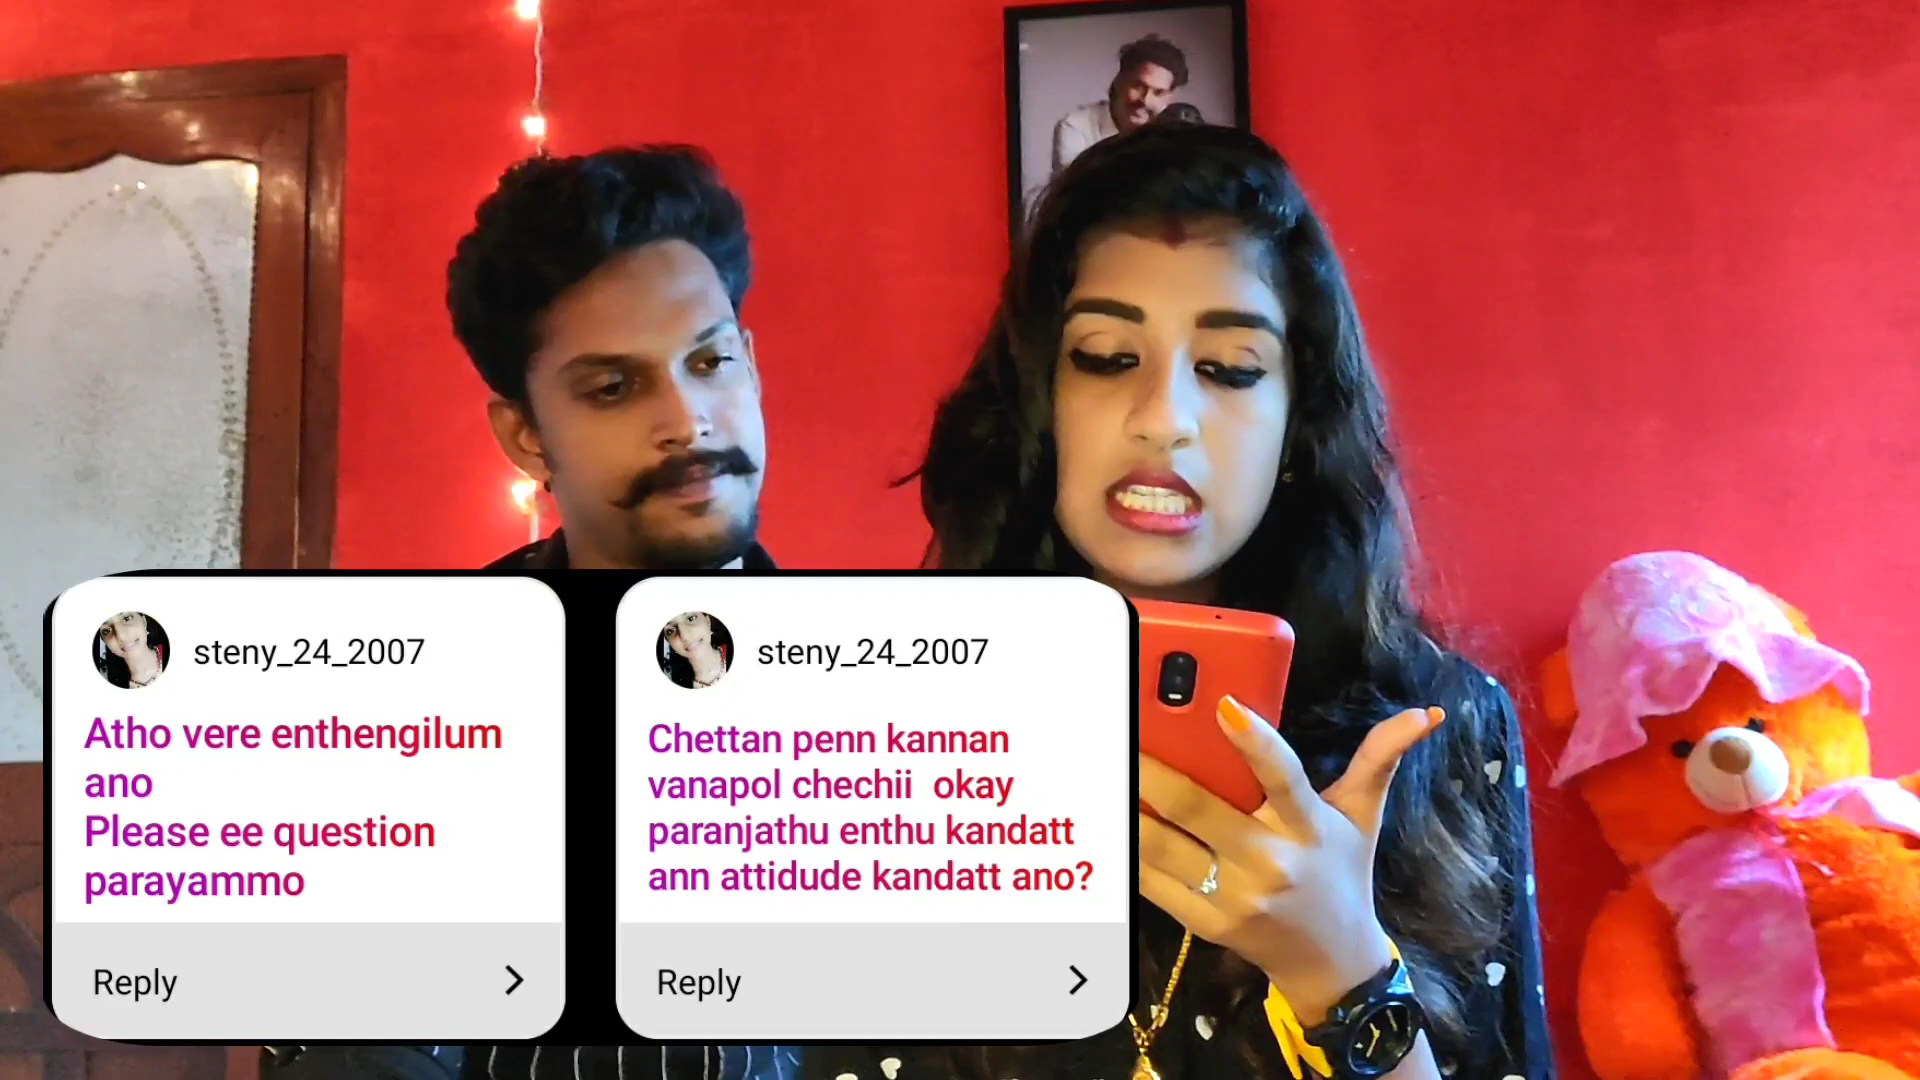 steny_24_2007
Atho vere enthengilum
ano
Please ee question
parayammo
Reply
steny_24_2007
Chettan penn kannan
vanapol chechii okay
paranjathu enthu kandatt
ann attidude kandatt ano?
Reply